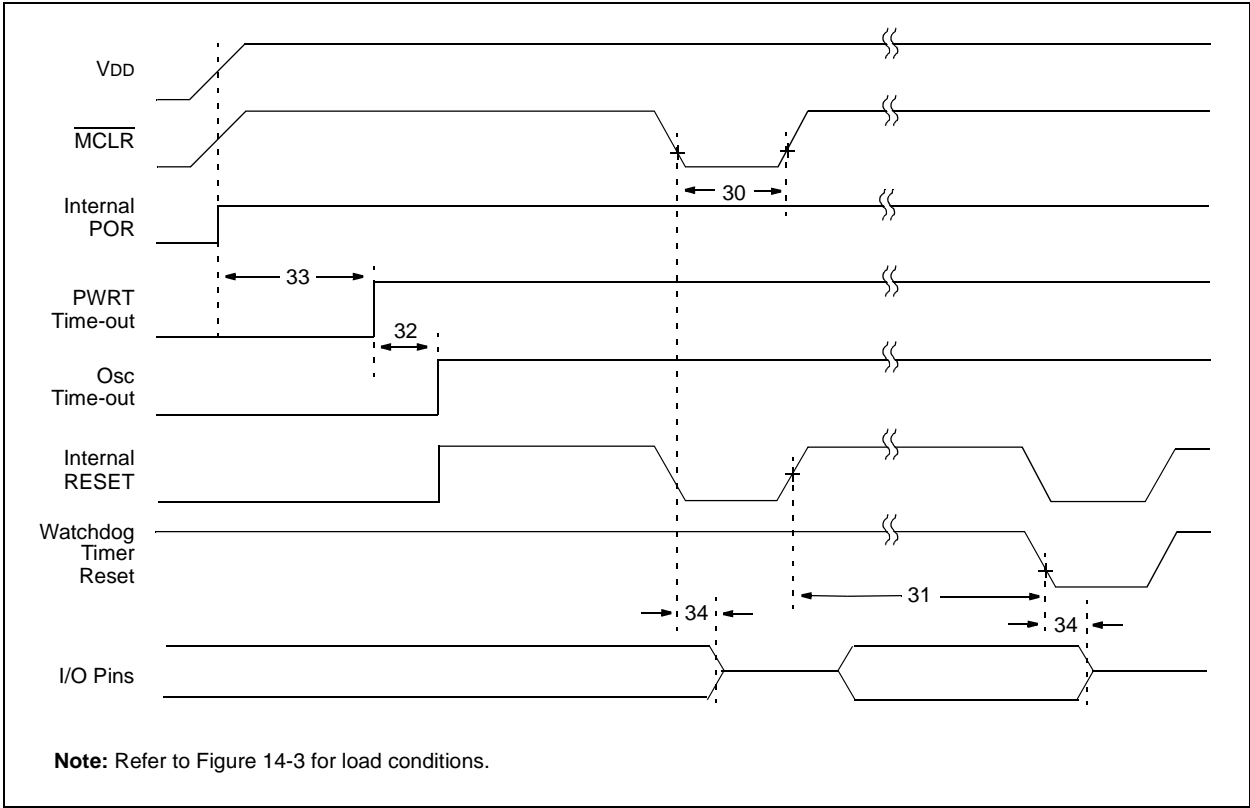 VDD
MCLR
30
Internal
POR
33
PWRT
Time-out
32
Osc
Time-out
Internal
RESET
Watchdog
Timer
Reset
31
34
34
I/O Pins
Note: Refer to Figure 14-3 for load conditions.